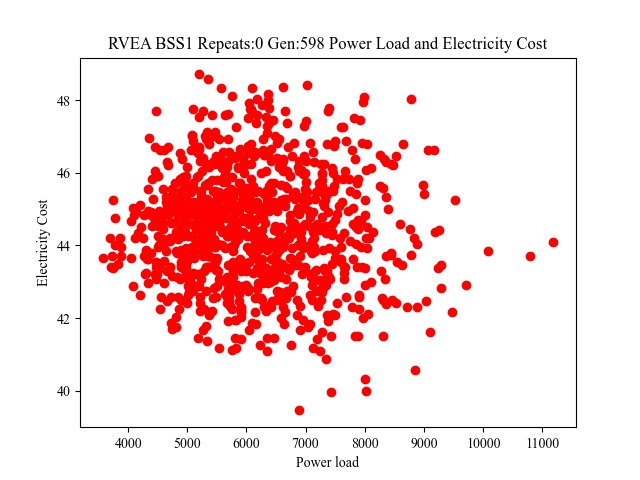 RVEA BSS1 Repeats:0 Gen:598 Power Load and Electricity Cost
48
46
44
42
40
Electricity Cost
4000 5000 6000 7000 8000 9000 10000 11000
Power load